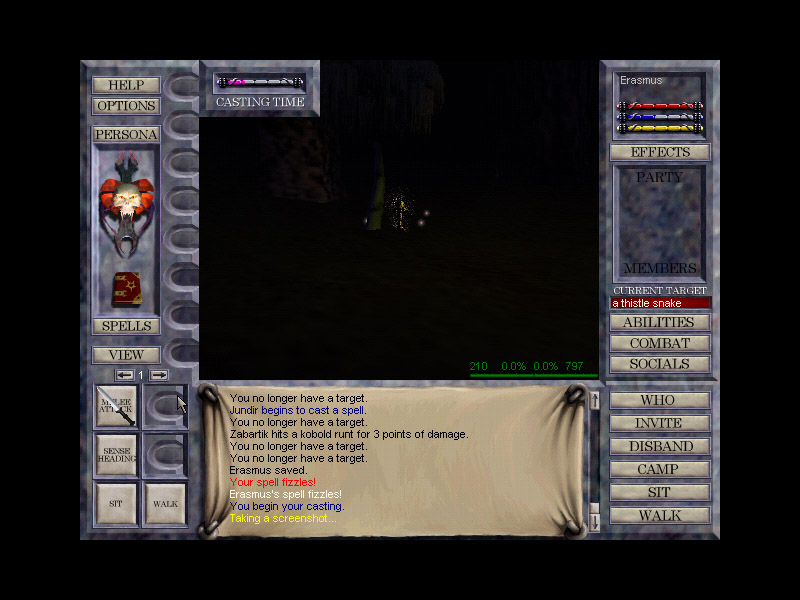 HELP
OPTIONS
PERSONA
SPELLS
VIEW
1
MELEE
ATTACK
SENSE
HEADING
SIT
WALK
CASTING TIME
210 0.0% 0.0% 797
You no longer have a target.
Jundir begins to cast a spell.
You no longer have a target.
Zabartik hits a kobold runt for 3 points of damage.
You no longer have a target.
You no longer have a target.
Erasmus saved.
Your spell fizzles!
Erasmus's spell fizzles!
You begin your casting.
Taking a screenshot...
Erasmus
EFFECTS
PARTY
MEMBERS
CURRENT TARGET
a thistle snake
ABILITIES
COMBAT
SOCIALS
WHO
INVITE
DISBAND
CAMP
SIT
WALK